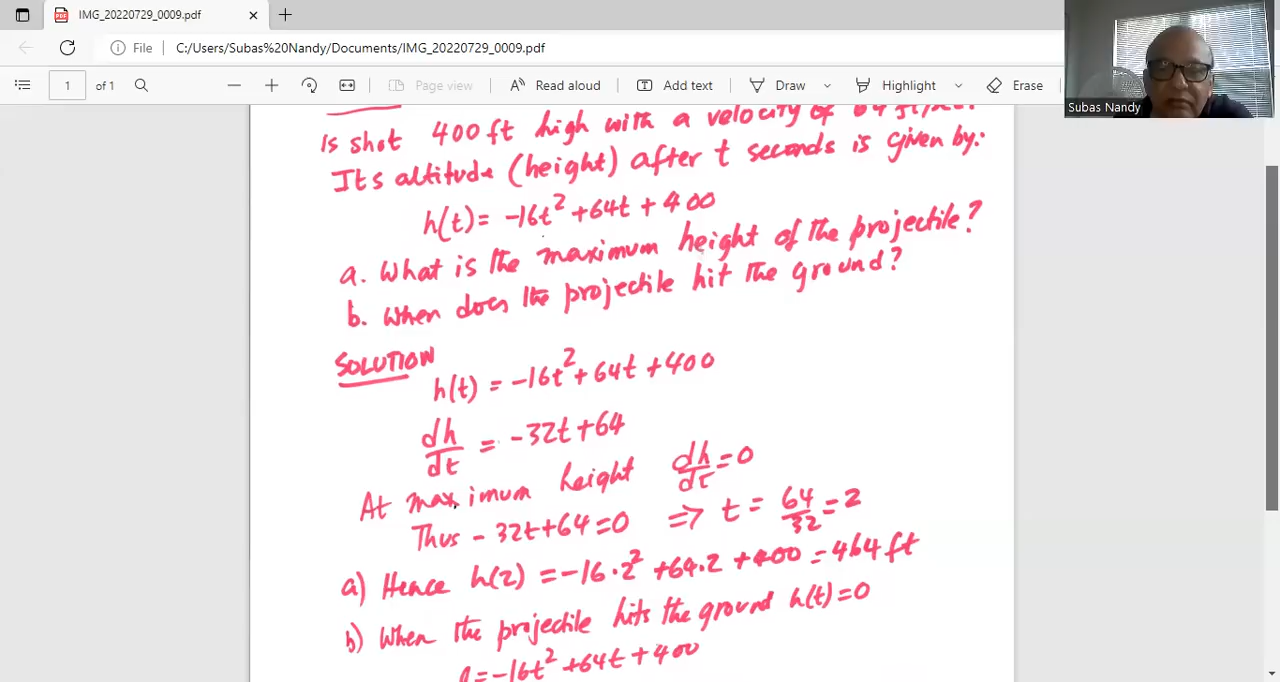 IMG_20220729_0009.pdf
File
C:/Users/Subas%20Nandy/Documents/IMG_20220729_0009.pdf
1 of 1
Page view
Read aloud
Add text
Draw
Highlight
Erase
Subas Nandy
Is shot 400 ft high with a velocity of 64 ft/
Its altitude (height) after t seconds is given by:
h(t) = -16t² + 64t + 400
a. What is the maximum height of the projectile?
b. When does the projectile hit the ground?
SOLUTION
h(t) = -16t² + 64t + 400
dh/dt = -32t + 64
At maximum height dh/dt = 0
Thus -32t + 64 = 0 ⇒ t = 64/32 = 2
a) Hence h(2) = -16·2² + 64·2 + 400 = 464 ft
b) When the projectile hits the ground h(t) = 0
0 = -16t² + 64t + 400